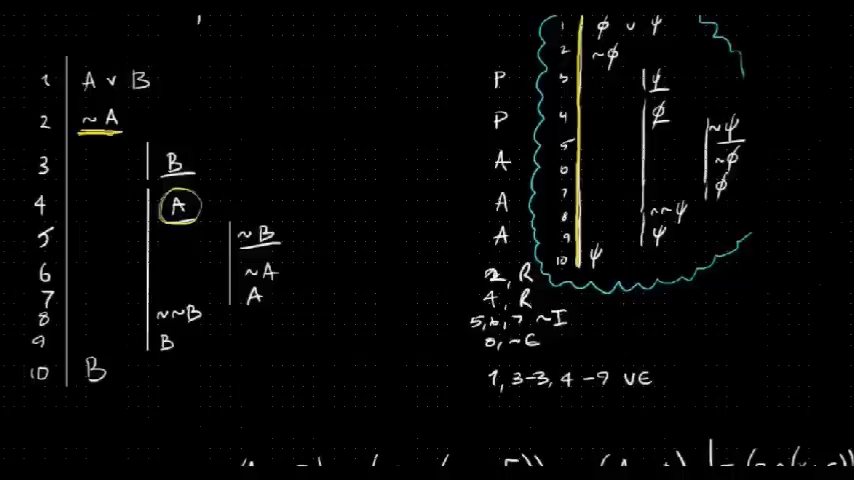 1 A ∨ B P
2 ~A P
3 B A
4 A A
5 ~B A
6 ~A 2, R
7 A 4, R
8 ~~B 5,6,7 ~I
9 B 8, ~E
10 B 1, 3-3, 4-9 ∨E
1 φ ∨ ψ
2 ~φ
3 ψ
4 φ
5 ~ψ
6 ~φ
7 φ
8 ~~ψ
9 ψ
10 ψ